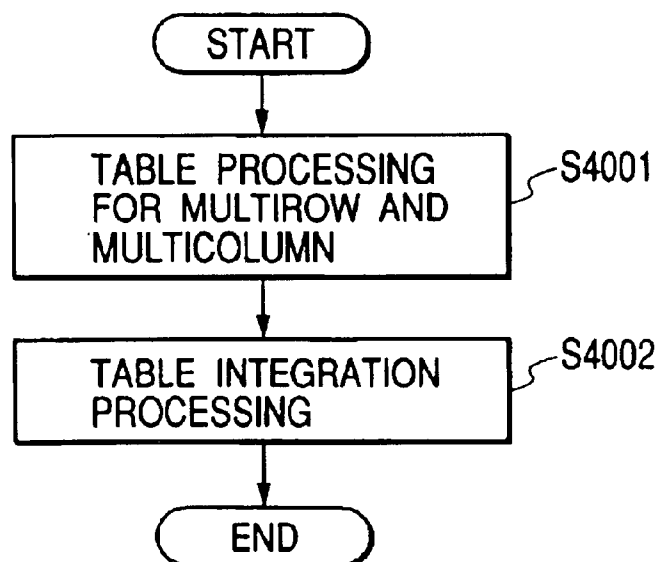 START
TABLE PROCESSING
FOR MULTIROW AND
MULTICOLUMN
S4001
TABLE INTEGRATION
PROCESSING
S4002
END